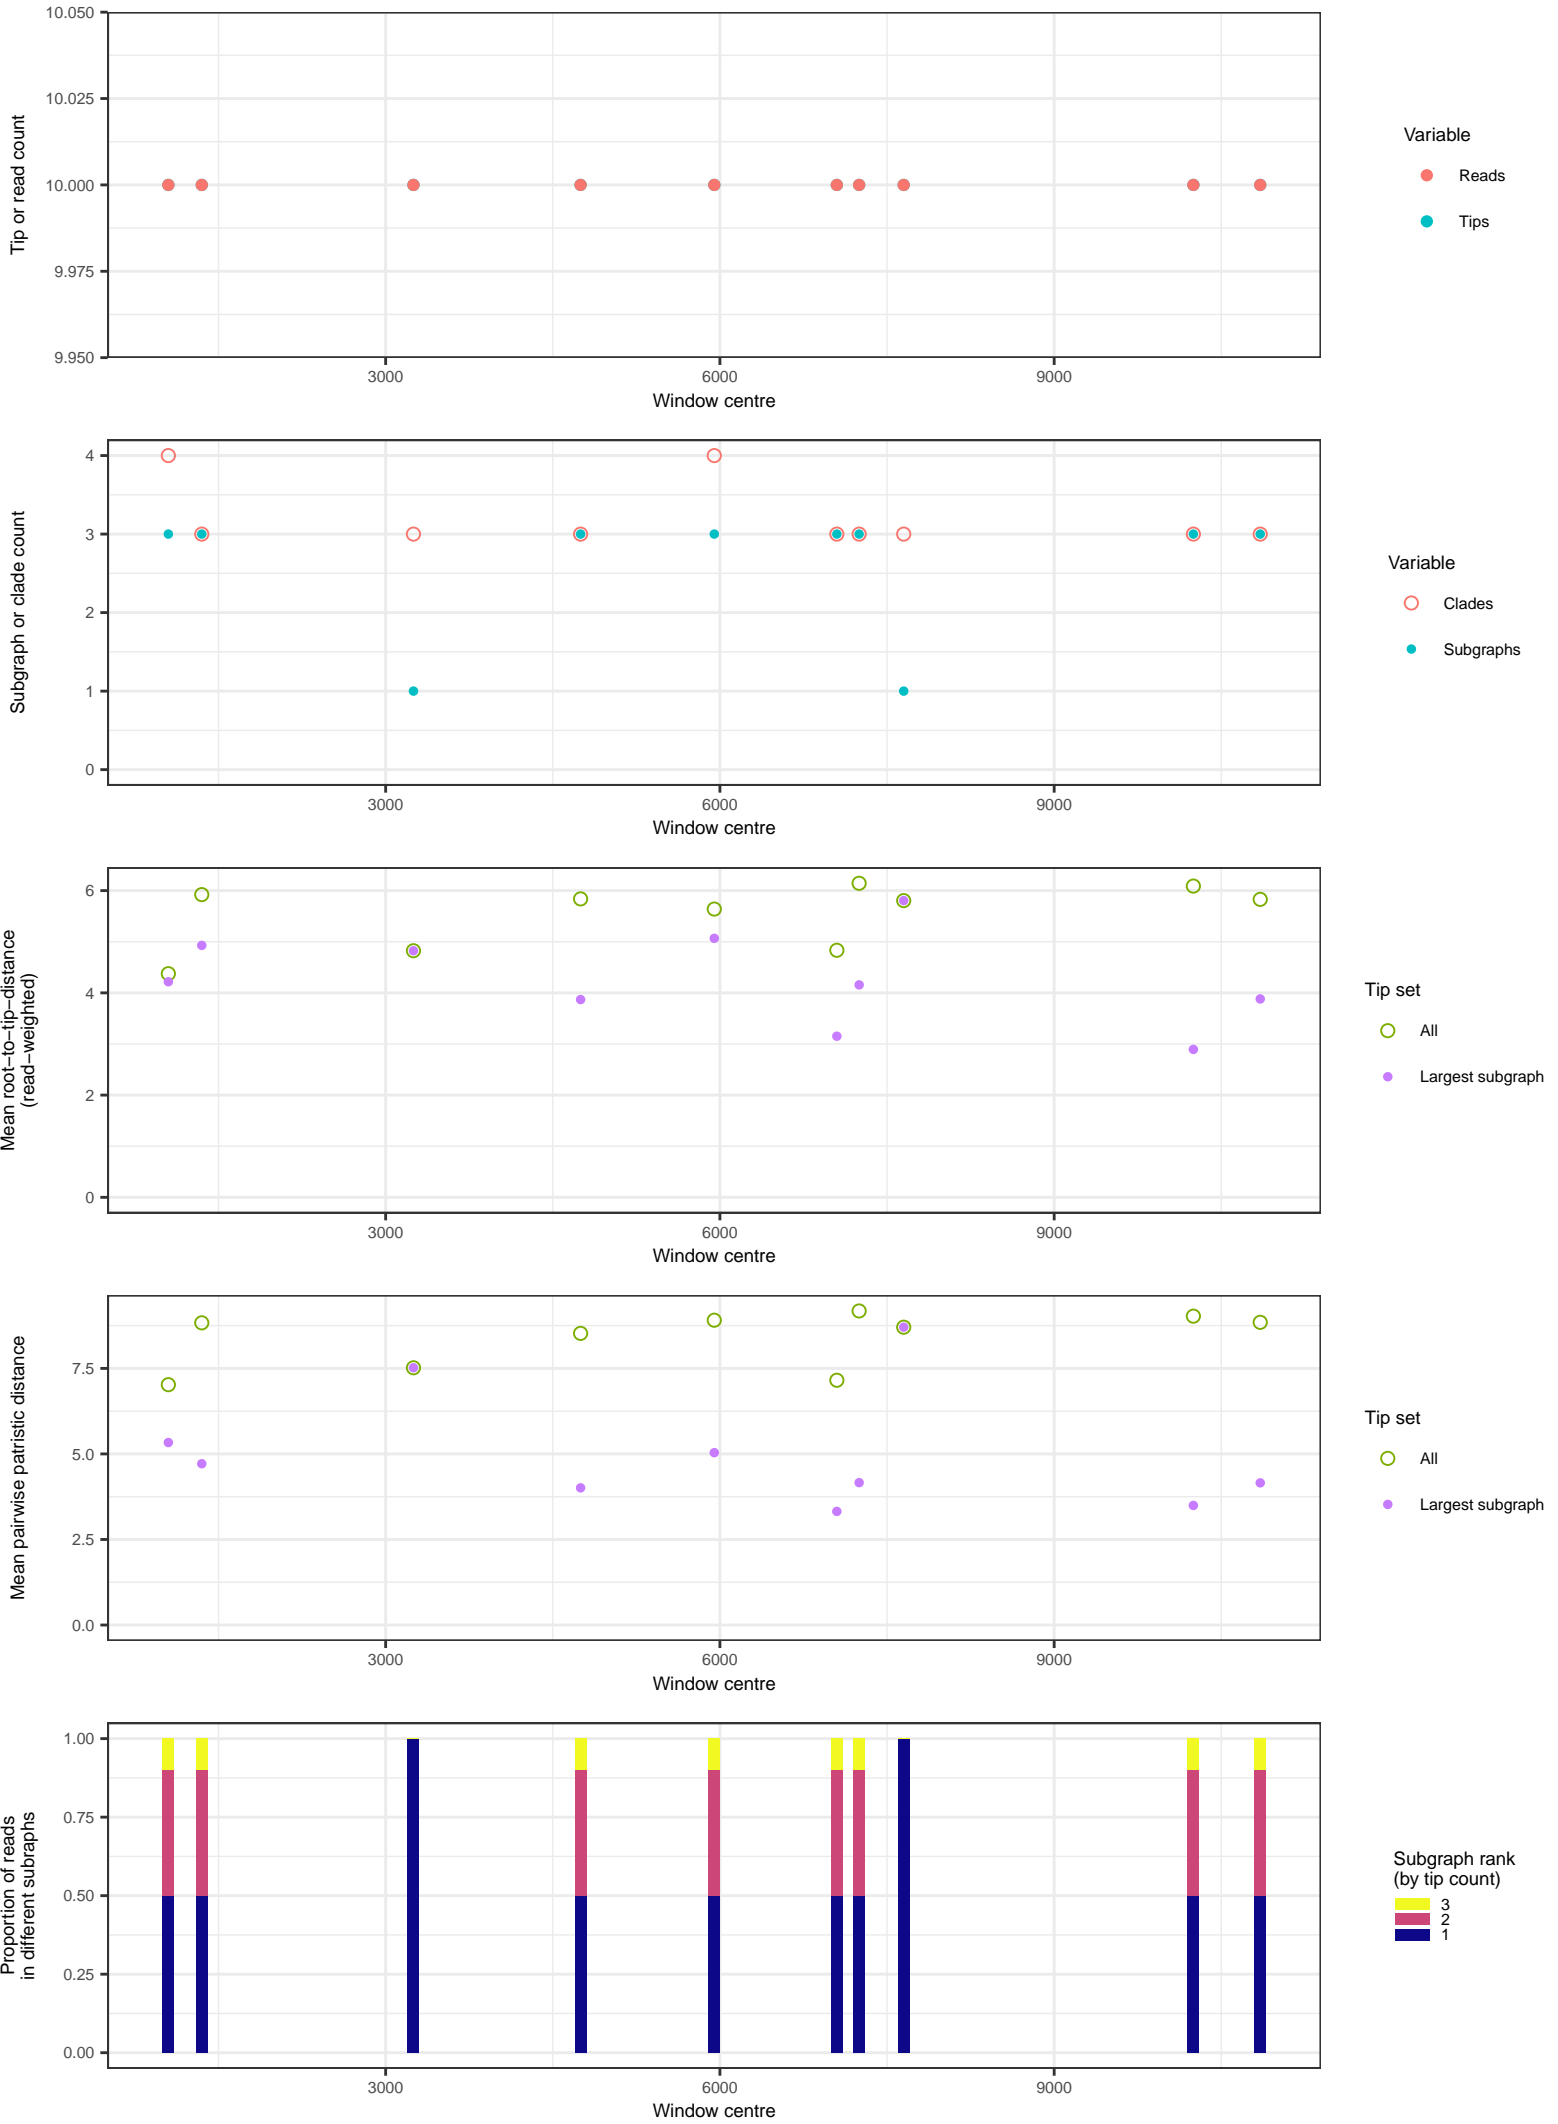 10.050
10.025
10.000
9.975
9.950
Tip or read count
3000
6000
9000
Window centre
Variable
Reads
Tips
4
3
2
1
0
Subgraph or clade count
3000
6000
9000
Window centre
Variable
Clades
Subgraphs
6
4
2
0
Mean root−to−tip−distance
(read−weighted)
3000
6000
9000
Window centre
Tip set
All
Largest subgraph
7.5
5.0
2.5
0.0
Mean pairwise patristic distance
3000
6000
9000
Window centre
Tip set
All
Largest subgraph
1.00
0.75
0.50
0.25
0.00
Proportion of reads
in different subraphs
3000
6000
9000
Window centre
Subgraph rank
(by tip count)
3
2
1